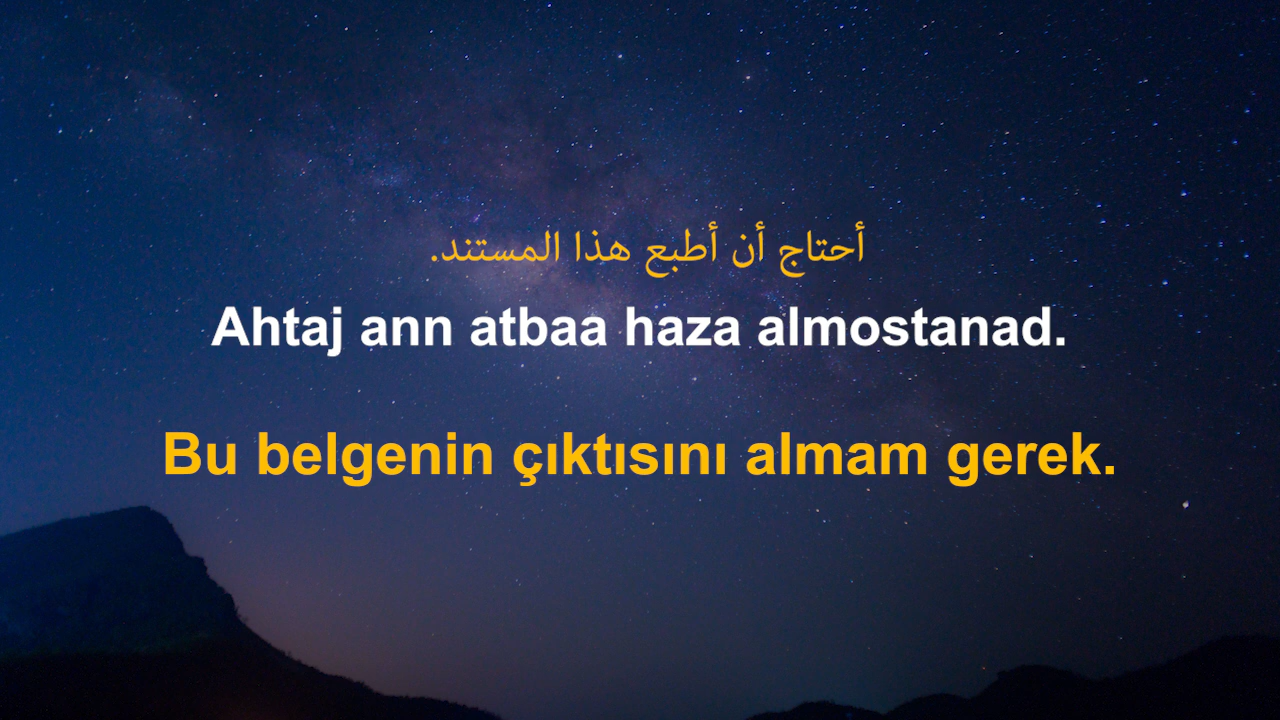 أحتاج أن أطبع هذا المستند.
Ahtaj ann atbaa haza almostanad.
Bu belgenin çıktısını almam gerek.